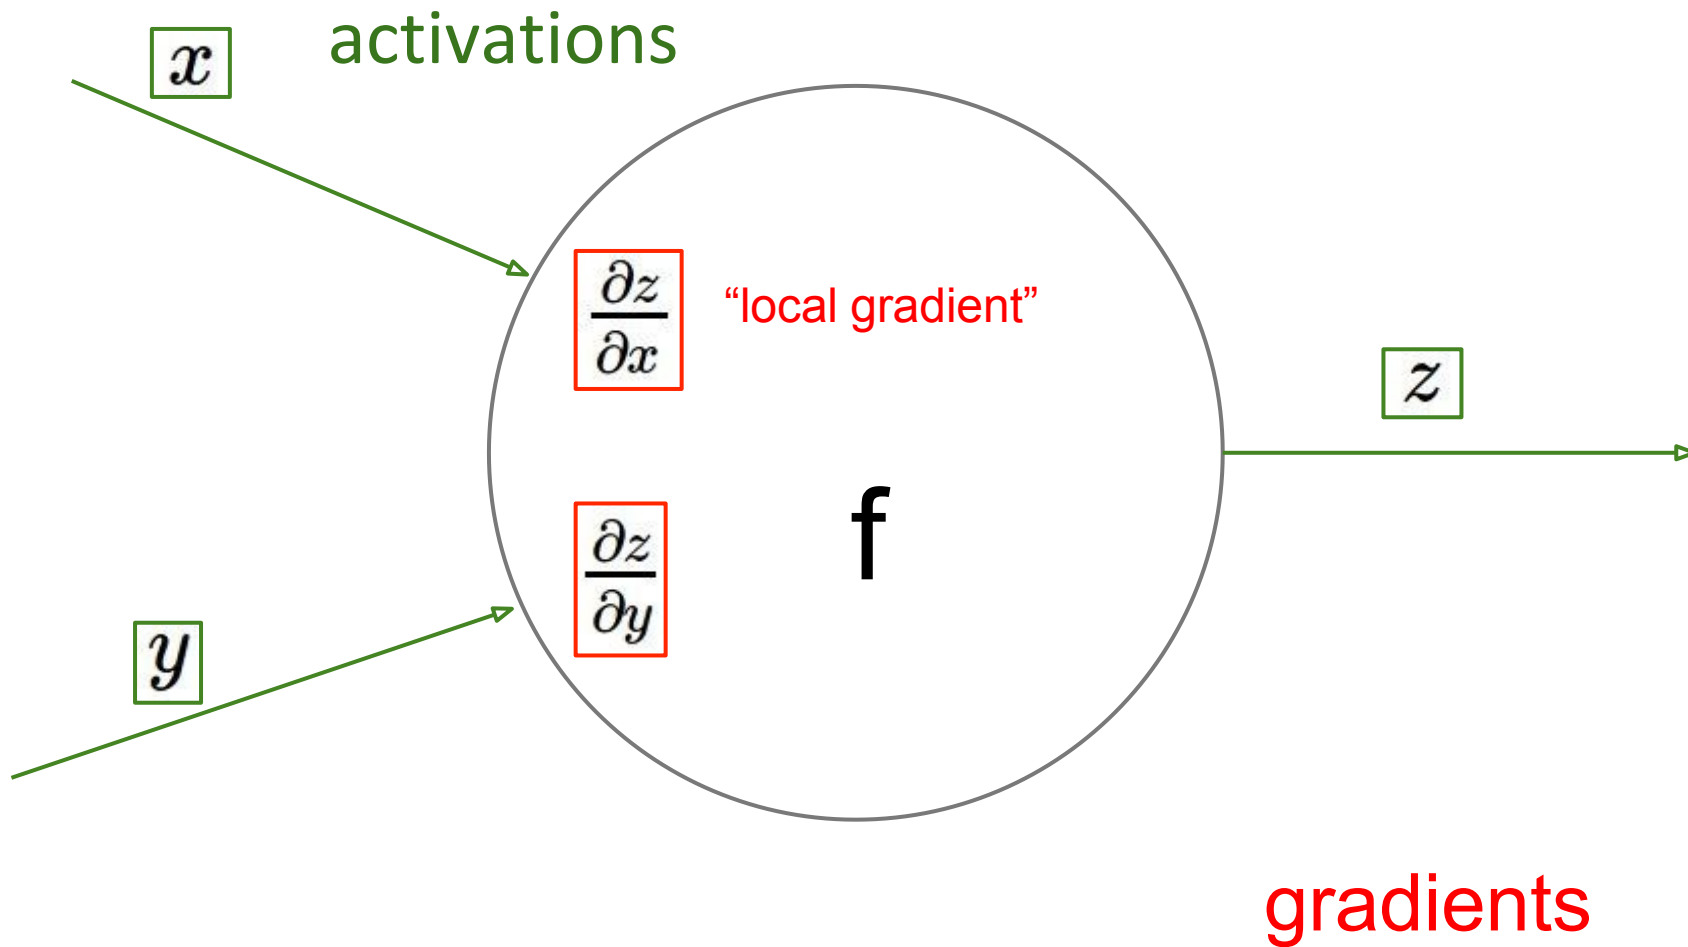 activations
x
∂z
∂x
“local gradient”
z
f
∂z
∂y
y
gradients